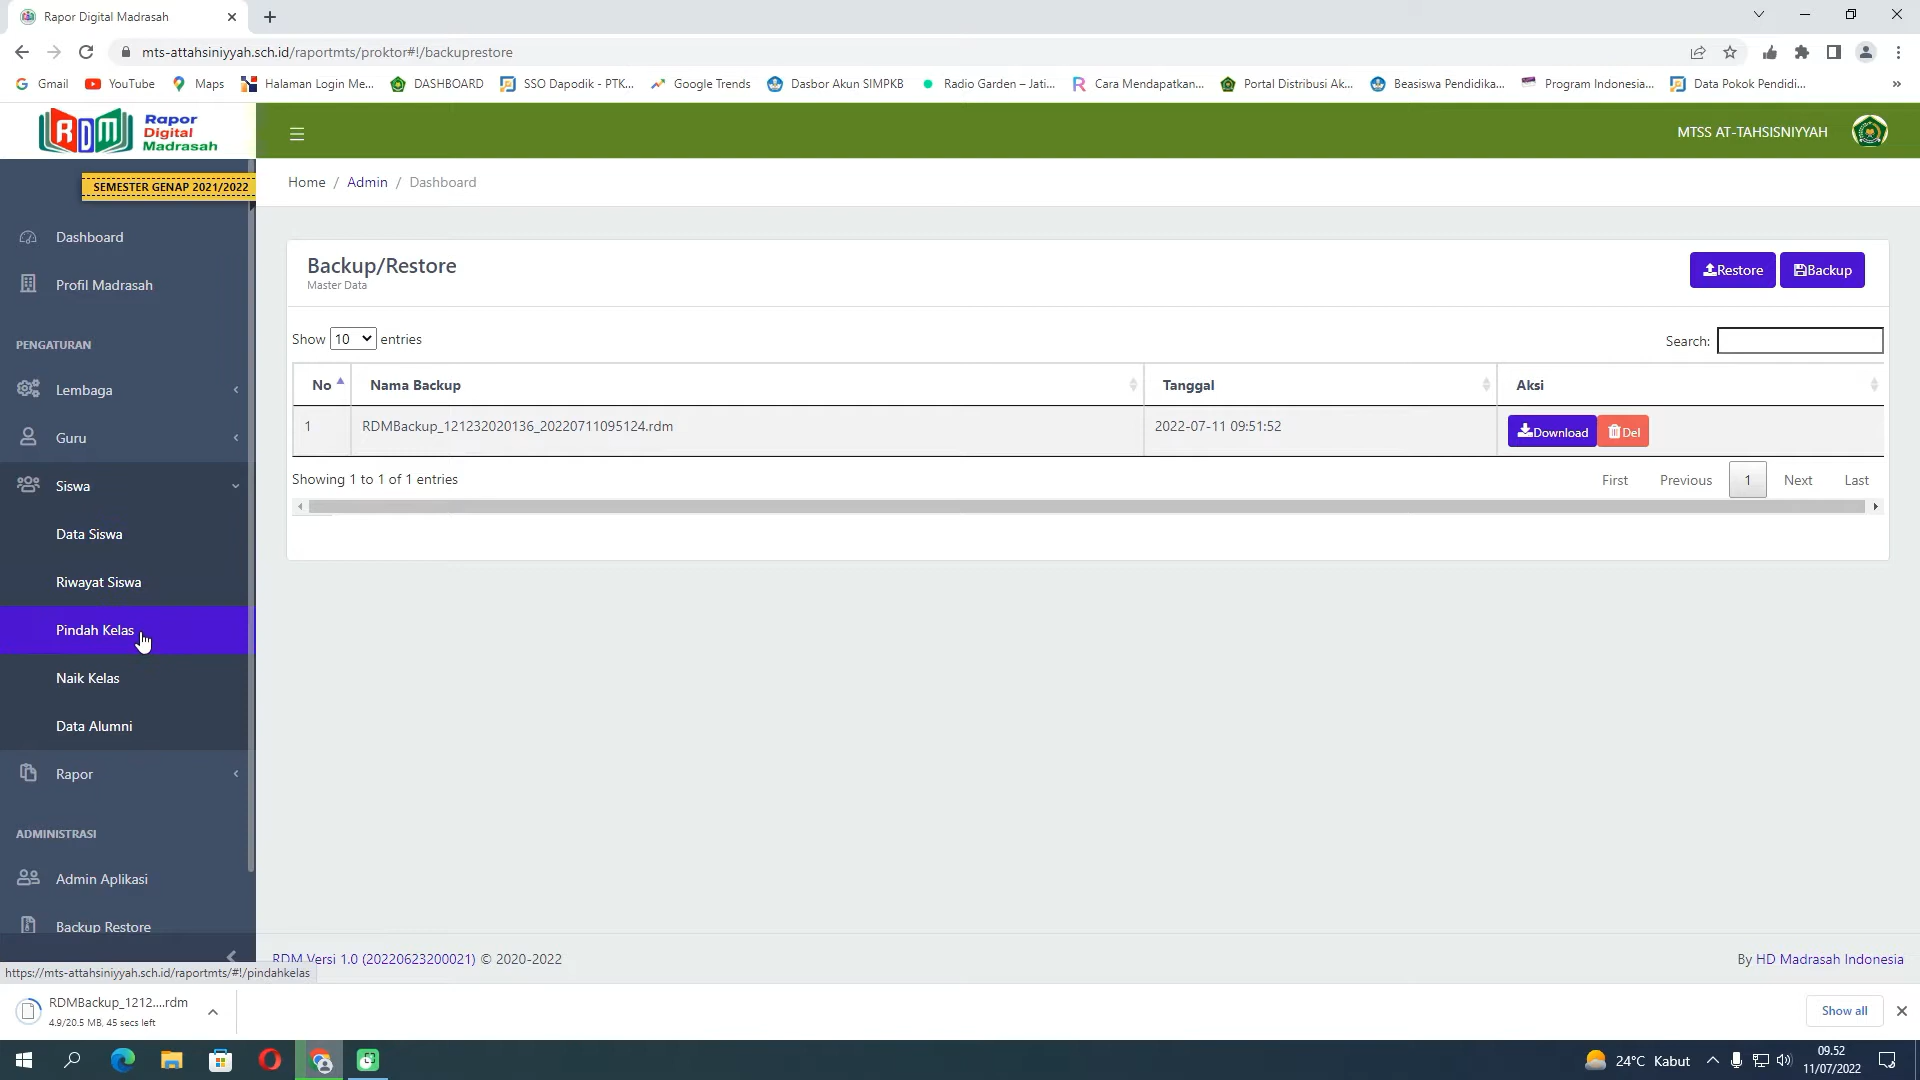 Rapor Digital Madrasah
mts-attahsiniyyah.sch.id/raportmts/proktor#!/backuprestore
Gmail YouTube Maps Halaman Login Me... DASHBOARD SSO Dapodik - PTK... Google Trends Dasbor Akun SIMPKB Radio Garden – Jati... Cara Mendapatkan... Portal Distribusi Ak... Beasiswa Pendidika... Program Indonesia... Data Pokok Pendidi... »
RDM
Rapor
Digital
Madrasah
MTSS AT-TAHSISNIYYAH
SEMESTER GENAP 2021/2022
Home / Admin / Dashboard
Dashboard
Profil Madrasah
PENGATURAN
Lembaga
Guru
Siswa
Data Siswa
Riwayat Siswa
Pindah Kelas
Naik Kelas
Data Alumni
Rapor
ADMINISTRASI
Admin Aplikasi
Backup Restore
Backup/Restore
Master Data
Restore Backup
Show 10 entries
Search:
No Nama Backup Tanggal Aksi
1 RDMBackup_121232020136_20220711095124.rdm 2022-07-11 09:51:52 Download Del
Showing 1 to 1 of 1 entries
First Previous 1 Next Last
RDM Versi 1.0 (20220623200021) © 2020-2022
By HD Madrasah Indonesia
https://mts-attahsiniyyah.sch.id/raportmts/#!/pindahkelas
RDMBackup_1212....rdm
4.9/20.5 MB, 45 secs left
Show all
24°C Kabut
09.52
11/07/2022